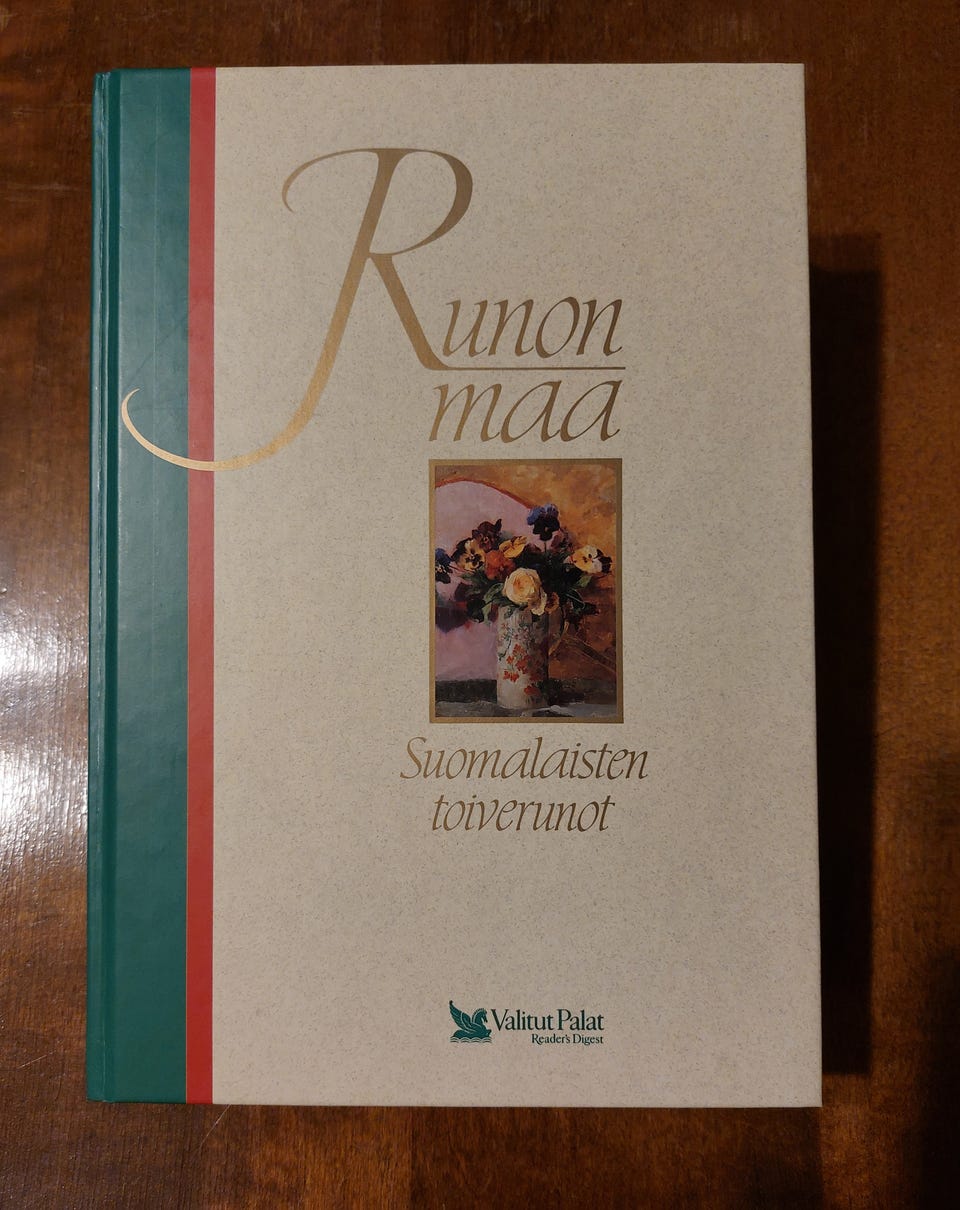 Runon
maa
Suomalaisten
toiverunot
Valitut Palat
Reader's Digest